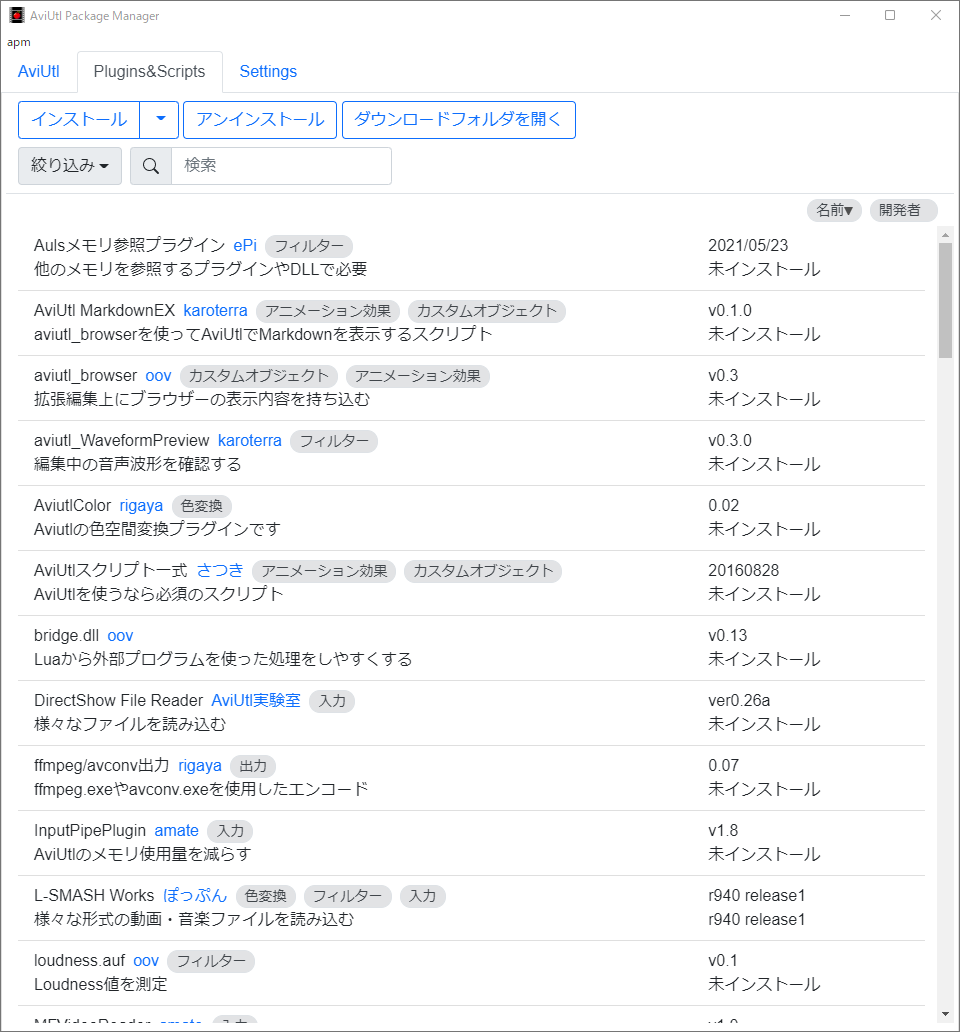 AviUtl Package Manager
apm
AviUtl Plugins&Scripts Settings
インストール アンインストール ダウンロードフォルダを開く
絞り込み 検索
名前▼ 開発者
Aulsメモリ参照プラグイン ePi フィルター 2021/05/23
他のメモリを参照するプラグインやDLLで必要 未インストール
AviUtl MarkdownEX karoterra アニメーション効果 カスタムオブジェクト v0.1.0
aviutl_browserを使ってAviUtlでMarkdownを表示するスクリプト 未インストール
aviutl_browser oov カスタムオブジェクト アニメーション効果 v0.3
拡張編集上にブラウザーの表示内容を持ち込む 未インストール
aviutl_WaveformPreview karoterra フィルター v0.3.0
編集中の音声波形を確認する 未インストール
AviutlColor rigaya 色変換 0.02
Aviutlの色空間変換プラグインです 未インストール
AviUtlスクリプト一式 さつき アニメーション効果 カスタムオブジェクト 20160828
AviUtlを使うなら必須のスクリプト 未インストール
bridge.dll oov v0.13
Luaから外部プログラムを使った処理をしやすくする 未インストール
DirectShow File Reader AviUtl実験室 入力 ver0.26a
様々なファイルを読み込む 未インストール
ffmpeg/avconv出力 rigaya 出力 0.07
ffmpeg.exeやavconv.exeを使用したエンコード 未インストール
InputPipePlugin amate 入力 v1.8
AviUtlのメモリ使用量を減らす 未インストール
L-SMASH Works ぽっぷん 色変換 フィルター 入力 r940 release1
様々な形式の動画・音楽ファイルを読み込む r940 release1
loudness.auf oov フィルター v0.1
Loudness値を測定 未インストール
MFVideoReader amate 入力 v1.0